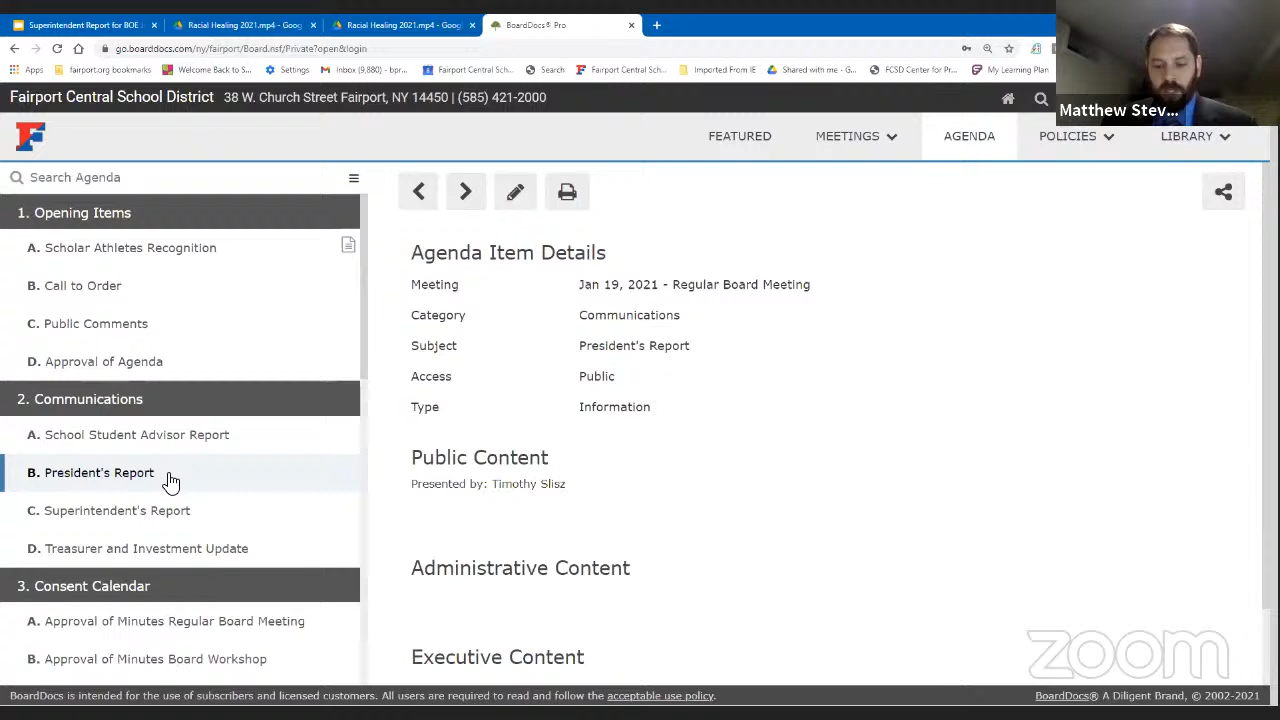 Superintendent Report for BOE
Racial Healing 2021.mp4 - Goog
Racial Healing 2021.mp4 - Goog
BoardDocs® Pro
go.boarddocs.com/ny/fairport/Board.nsf/Private?open&login
Apps
fairport.org bookmarks
Welcome Back to S...
Settings
Inbox (9,880) - bpr...
Fairport Central Sch...
Search
Fairport Central Sch...
Imported From IE
Shared with me - G...
FCSD Center for Pr...
My Learning Plan
Matthew Stev...
Fairport Central School District 38 W. Church Street Fairport, NY 14450 | (585) 421-2000
F
FEATURED
MEETINGS
AGENDA
POLICIES
LIBRARY
Search Agenda
1. Opening Items
A. Scholar Athletes Recognition
B. Call to Order
C. Public Comments
D. Approval of Agenda
2. Communications
A. School Student Advisor Report
B. President's Report
C. Superintendent's Report
D. Treasurer and Investment Update
3. Consent Calendar
A. Approval of Minutes Regular Board Meeting
B. Approval of Minutes Board Workshop
Agenda Item Details
Meeting Jan 19, 2021 - Regular Board Meeting
Category Communications
Subject President's Report
Access Public
Type Information
Public Content
Presented by: Timothy Slisz
Administrative Content
Executive Content
zoom
BoardDocs is intended for the use of subscribers and licensed customers. All users are required to read and follow the acceptable use policy.
BoardDocs® A Diligent Brand, © 2002-2021